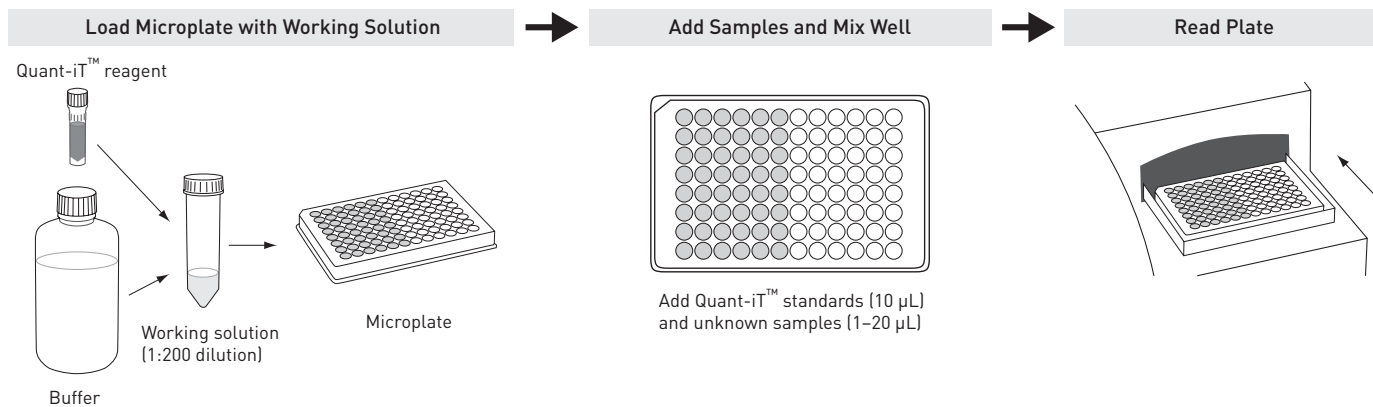 Load Microplate with Working Solution
Add Samples and Mix Well
Read Plate
Quant-iT™ reagent
Working solution
(1:200 dilution)
Buffer
Microplate
Add Quant-iT™ standards (10 µL)
and unknown samples (1–20 µL)